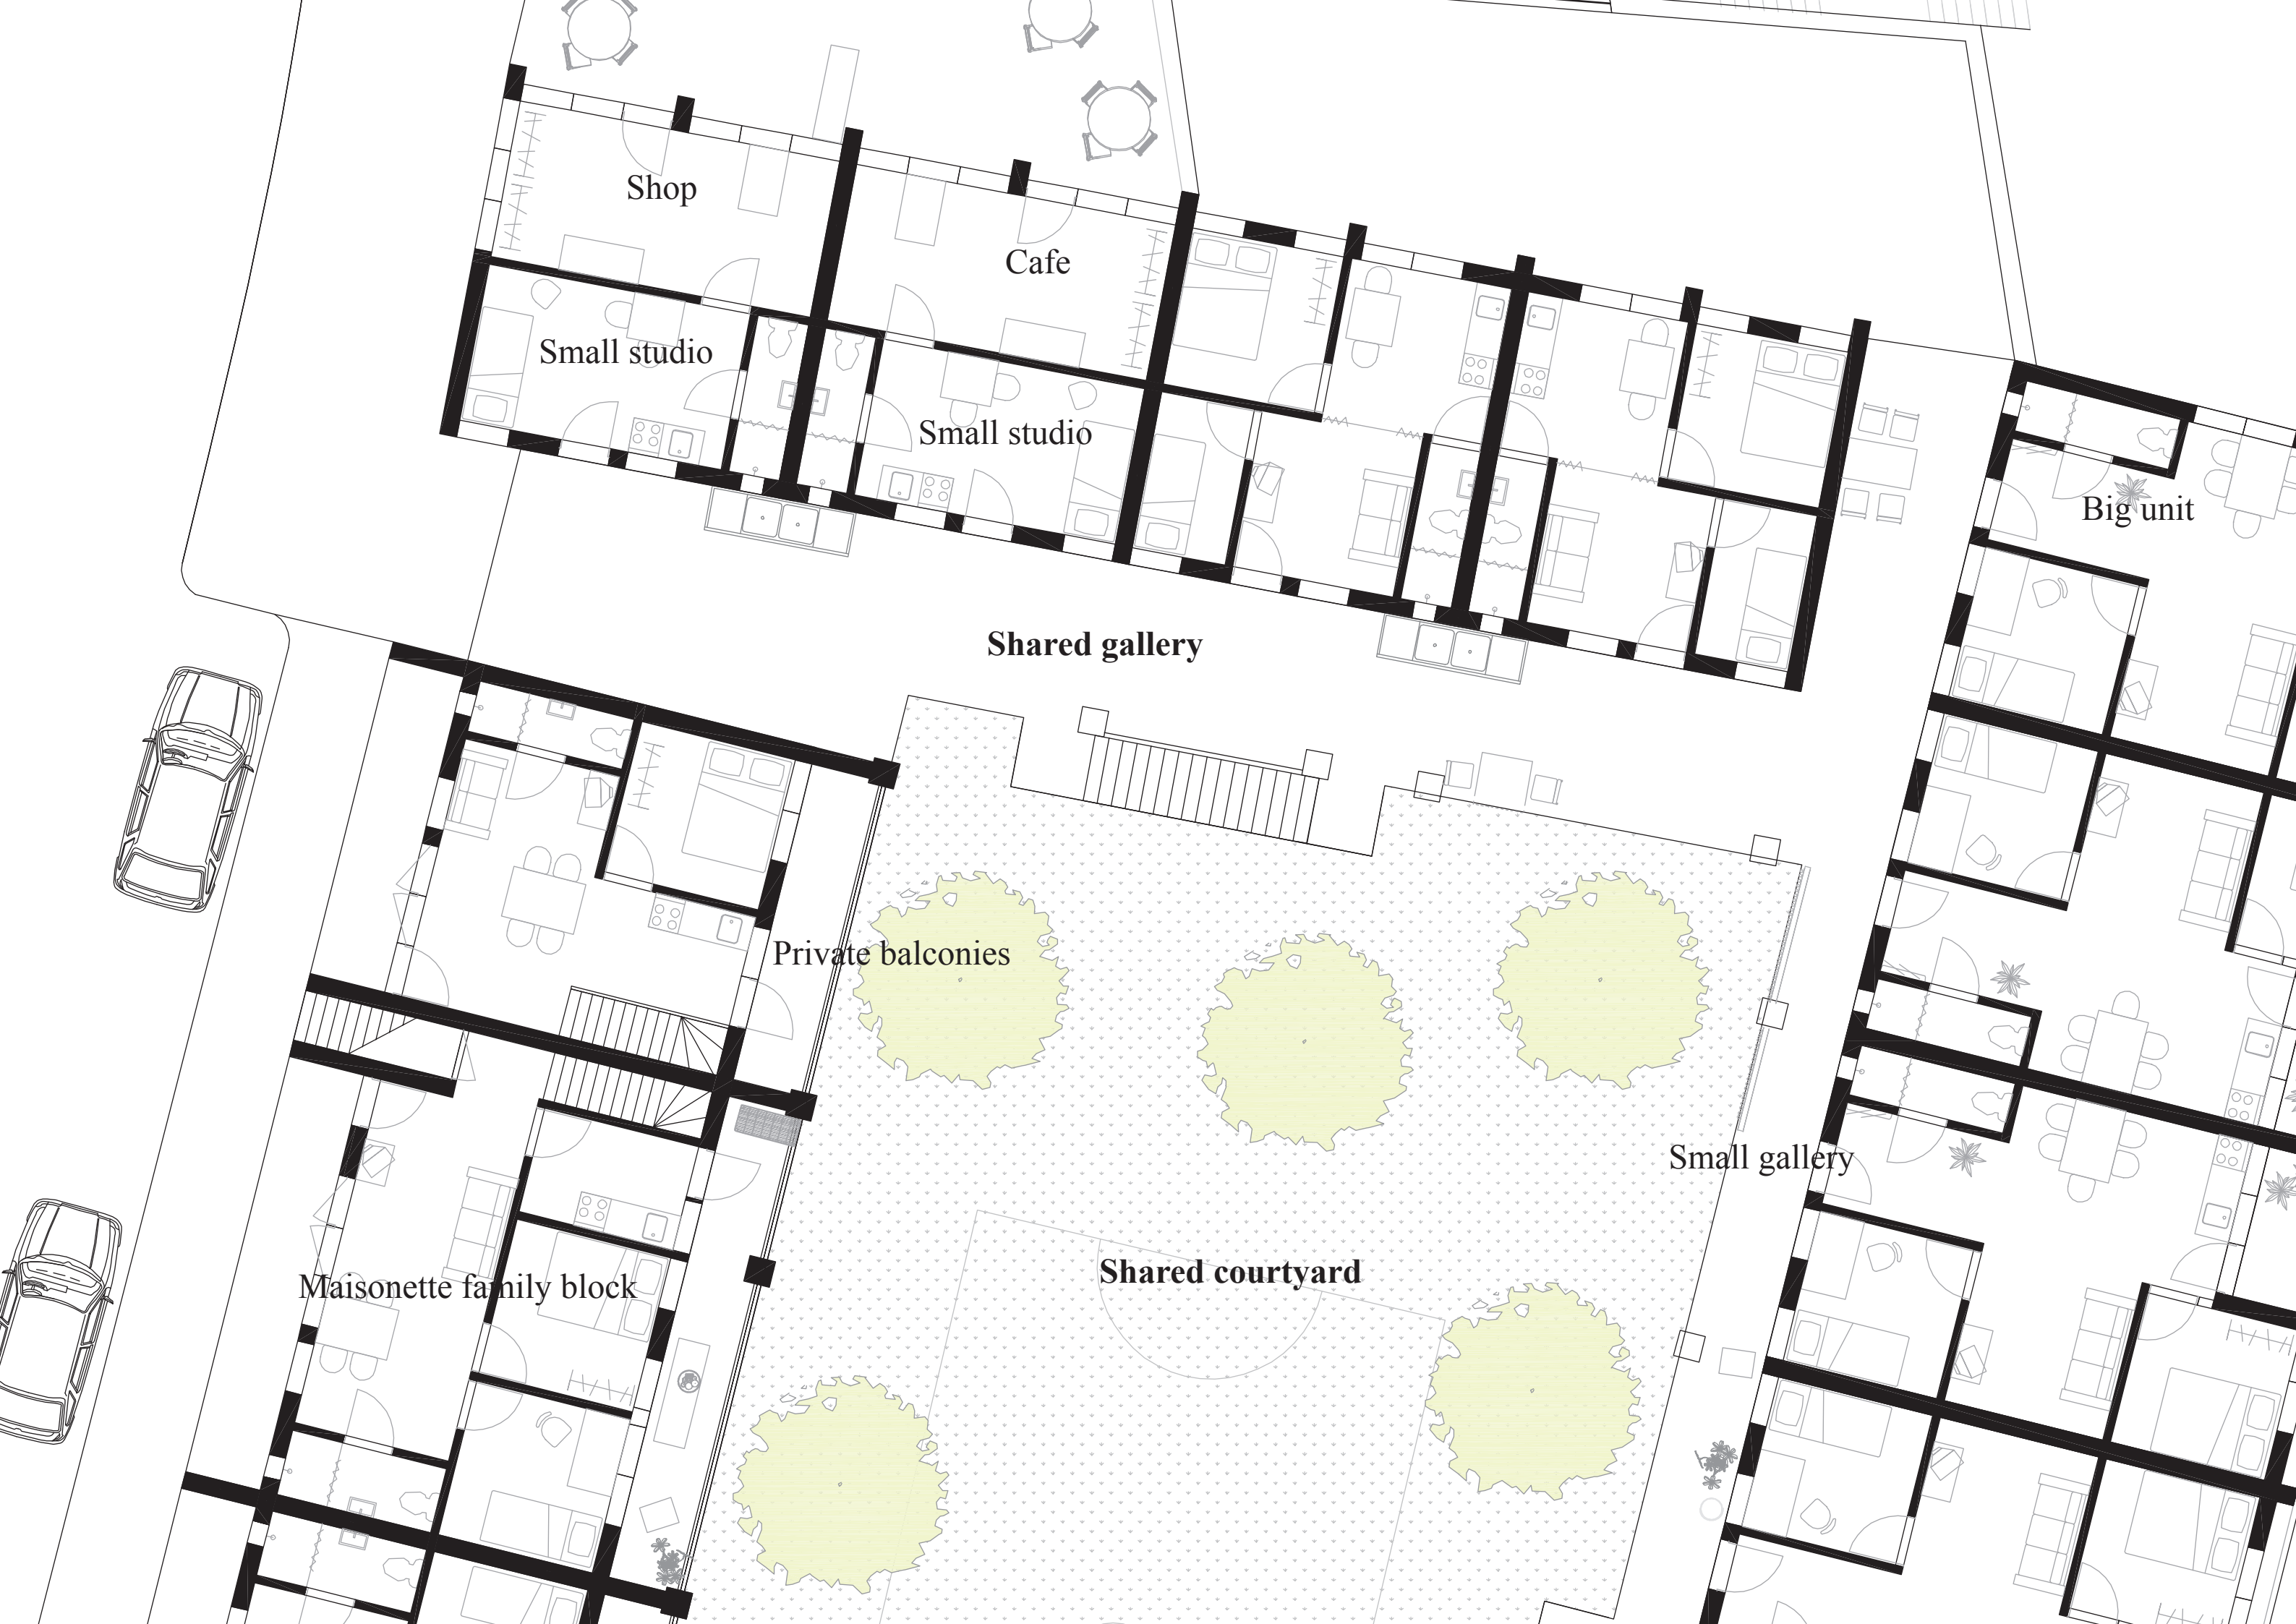 Shop
Cafe
Small studio
Small studio
Big unit
Shared gallery
Private balconies
Small gallery
Shared courtyard
Maisonette family block